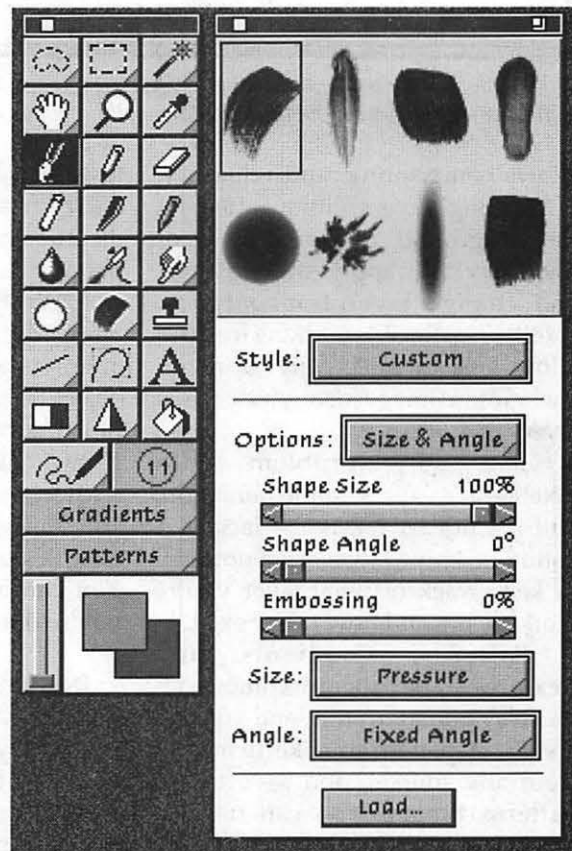 A
11
Gradients
Patterns
Style: Custom
Options: Size & Angle
Shape Size 100%
Shape Angle 0°
Embossing 0%
Size: Pressure
Angle: Fixed Angle
Load...